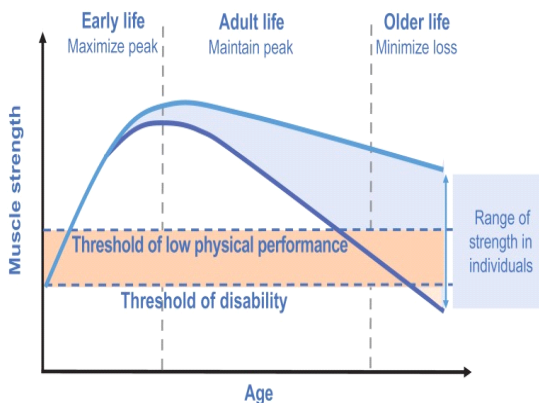 Early life
Maximize peak
Adult life
Maintain peak
Older life
Minimize loss
Muscle strength
Threshold of low physical performance
Threshold of disability
Range of
strength in
individuals
Age